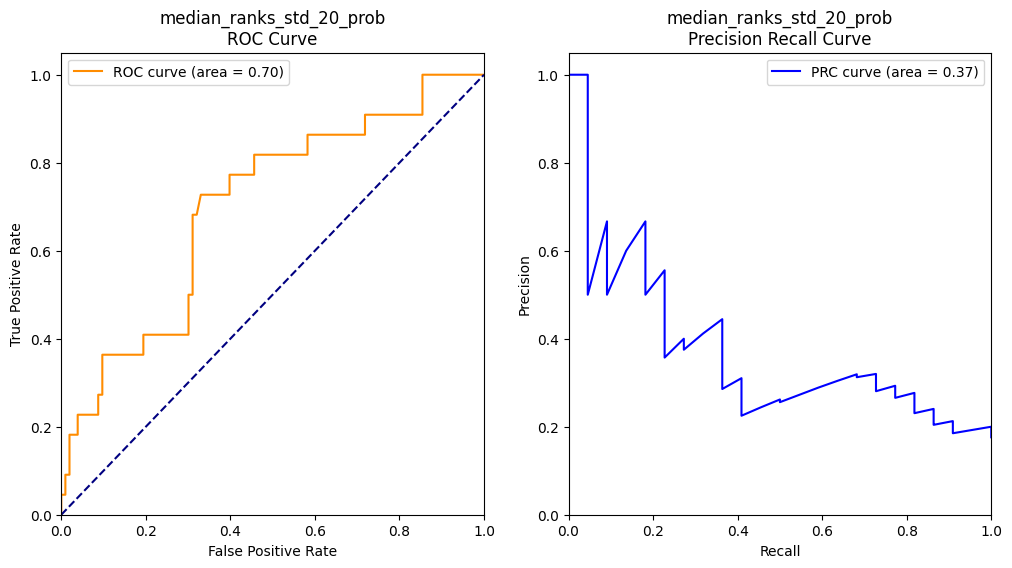 median_ranks_std_20_prob
ROC Curve
ROC curve (area = 0.70)
1.0
0.8
0.6
0.4
0.2
0.0
True Positive Rate
0.0 0.2 0.4 0.6 0.8 1.0
False Positive Rate
median_ranks_std_20_prob
Precision Recall Curve
PRC curve (area = 0.37)
1.0
0.8
0.6
0.4
0.2
0.0
Precision
0.0 0.2 0.4 0.6 0.8 1.0
Recall